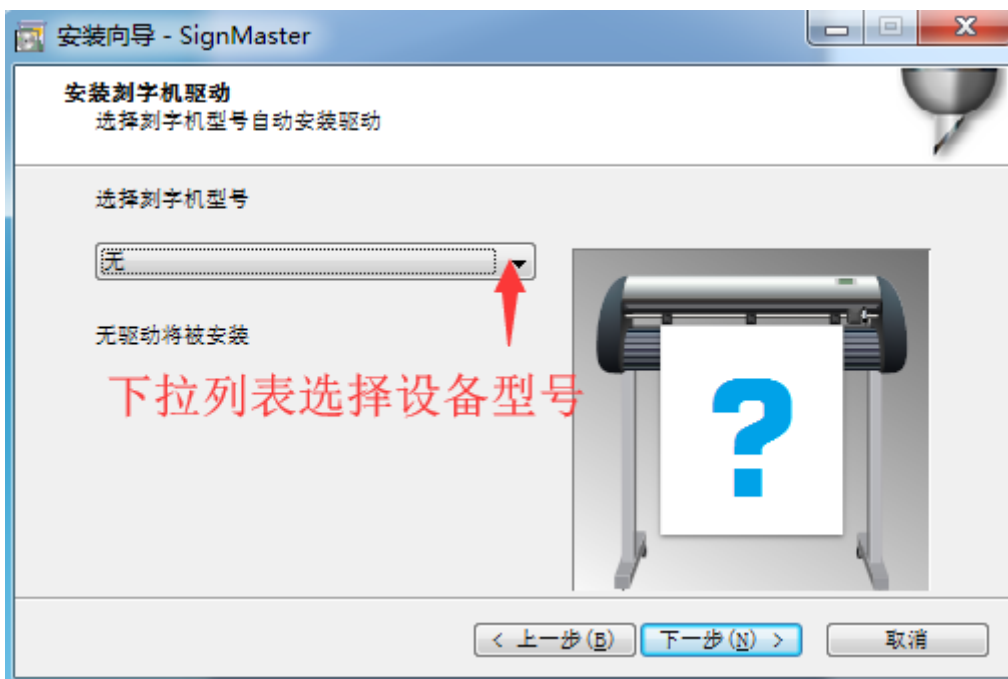 安装向导 - SignMaster
安装刻字机驱动
选择刻字机型号自动安装驱动
选择刻字机型号
无
无驱动将被安装
下拉列表选择设备型号
?
< 上一步(B)  下一步(N) >  取消